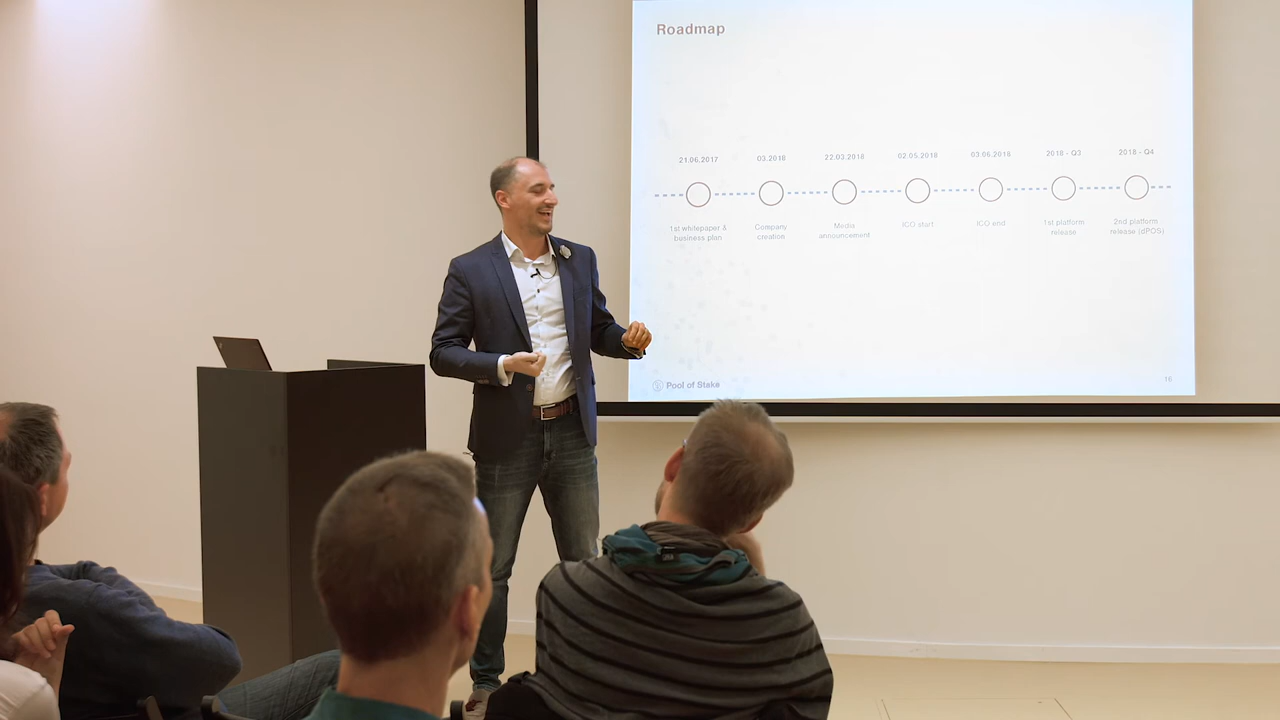 Roadmap
21.06.2017
03.2018
22.03.2018
02.05.2018
03.06.2018
2018 - Q3
2018 - Q4
1st whitepaper &
business plan
Company
creation
Media
announcement
ICO start
ICO end
1st platform
release
2nd platform
release (dPOS)
Pool of Stake
16